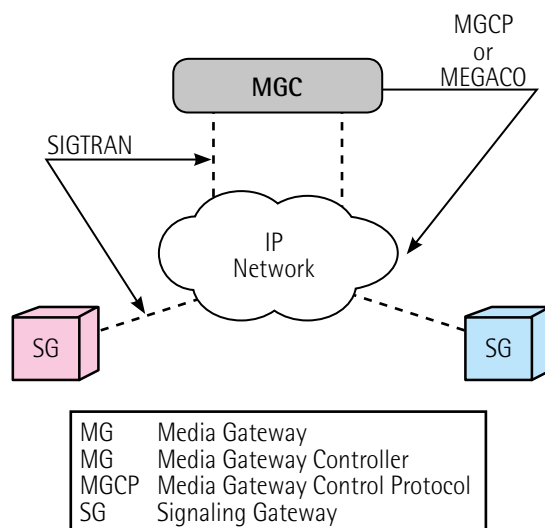 MGCP
or
MEGACO
MGC
SIGTRAN
IP
Network
SG
SG
MG Media Gateway
MG Media Gateway Controller
MGCP Media Gateway Control Protocol
SG Signaling Gateway